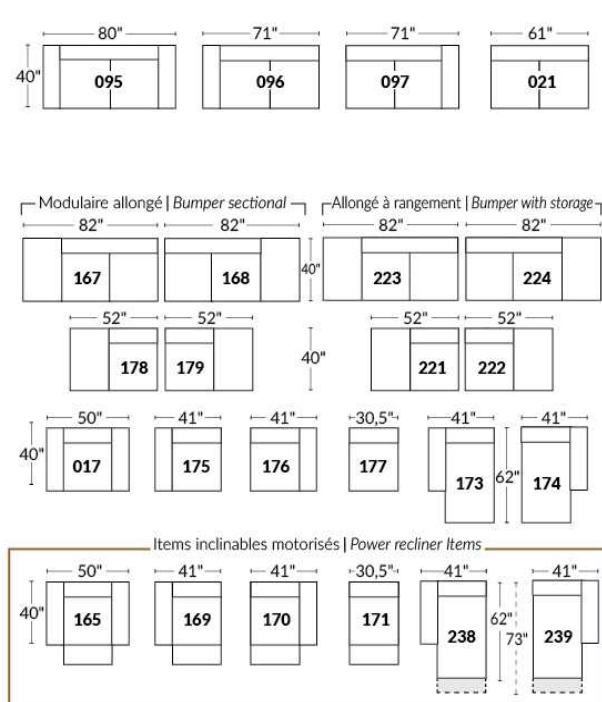 80" 71" 71" 61"
40" 095 096 097 021
Modulaire allongé | Bumper sectional Allongé à rangement | Bumper with storage
82" 82" 82" 82"
167 168 40" 223 224
52" 52" 52" 52"
178 179 40" 221 222
50" 41" 41" 30,5" 41" 41"
40" 017 175 176 177 173 62" 174
Items inclinables motorisés | Power recliner Items
50" 41" 41" 30,5" 41" 41"
40" 165 169 170 171 238 62" 73" 239